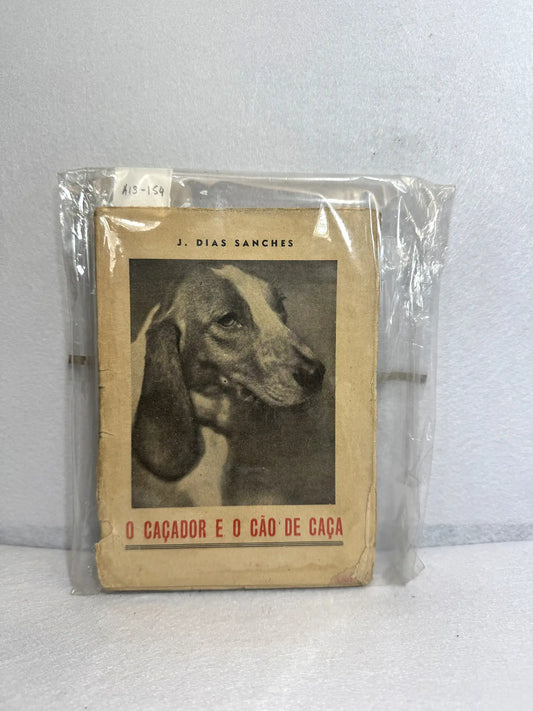 A13-154
J. DIAS SANCHES
O CAÇADOR E O CÃO DE CAÇA